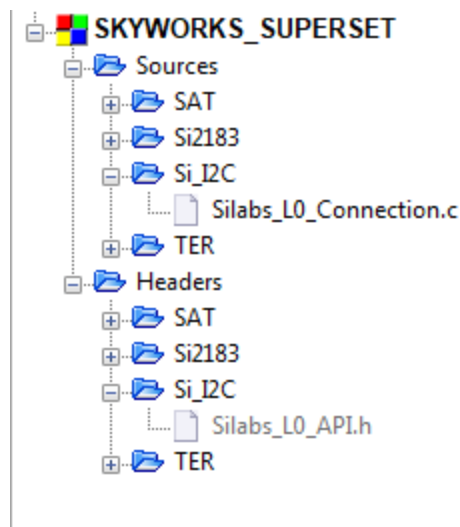 SKYWORKS_SUPERSET
Sources
SAT
Si2183
Si_I2C
Silabs_L0_Connection.c
TER
Headers
SAT
Si2183
Si_I2C
Silabs_L0_API.h
TER